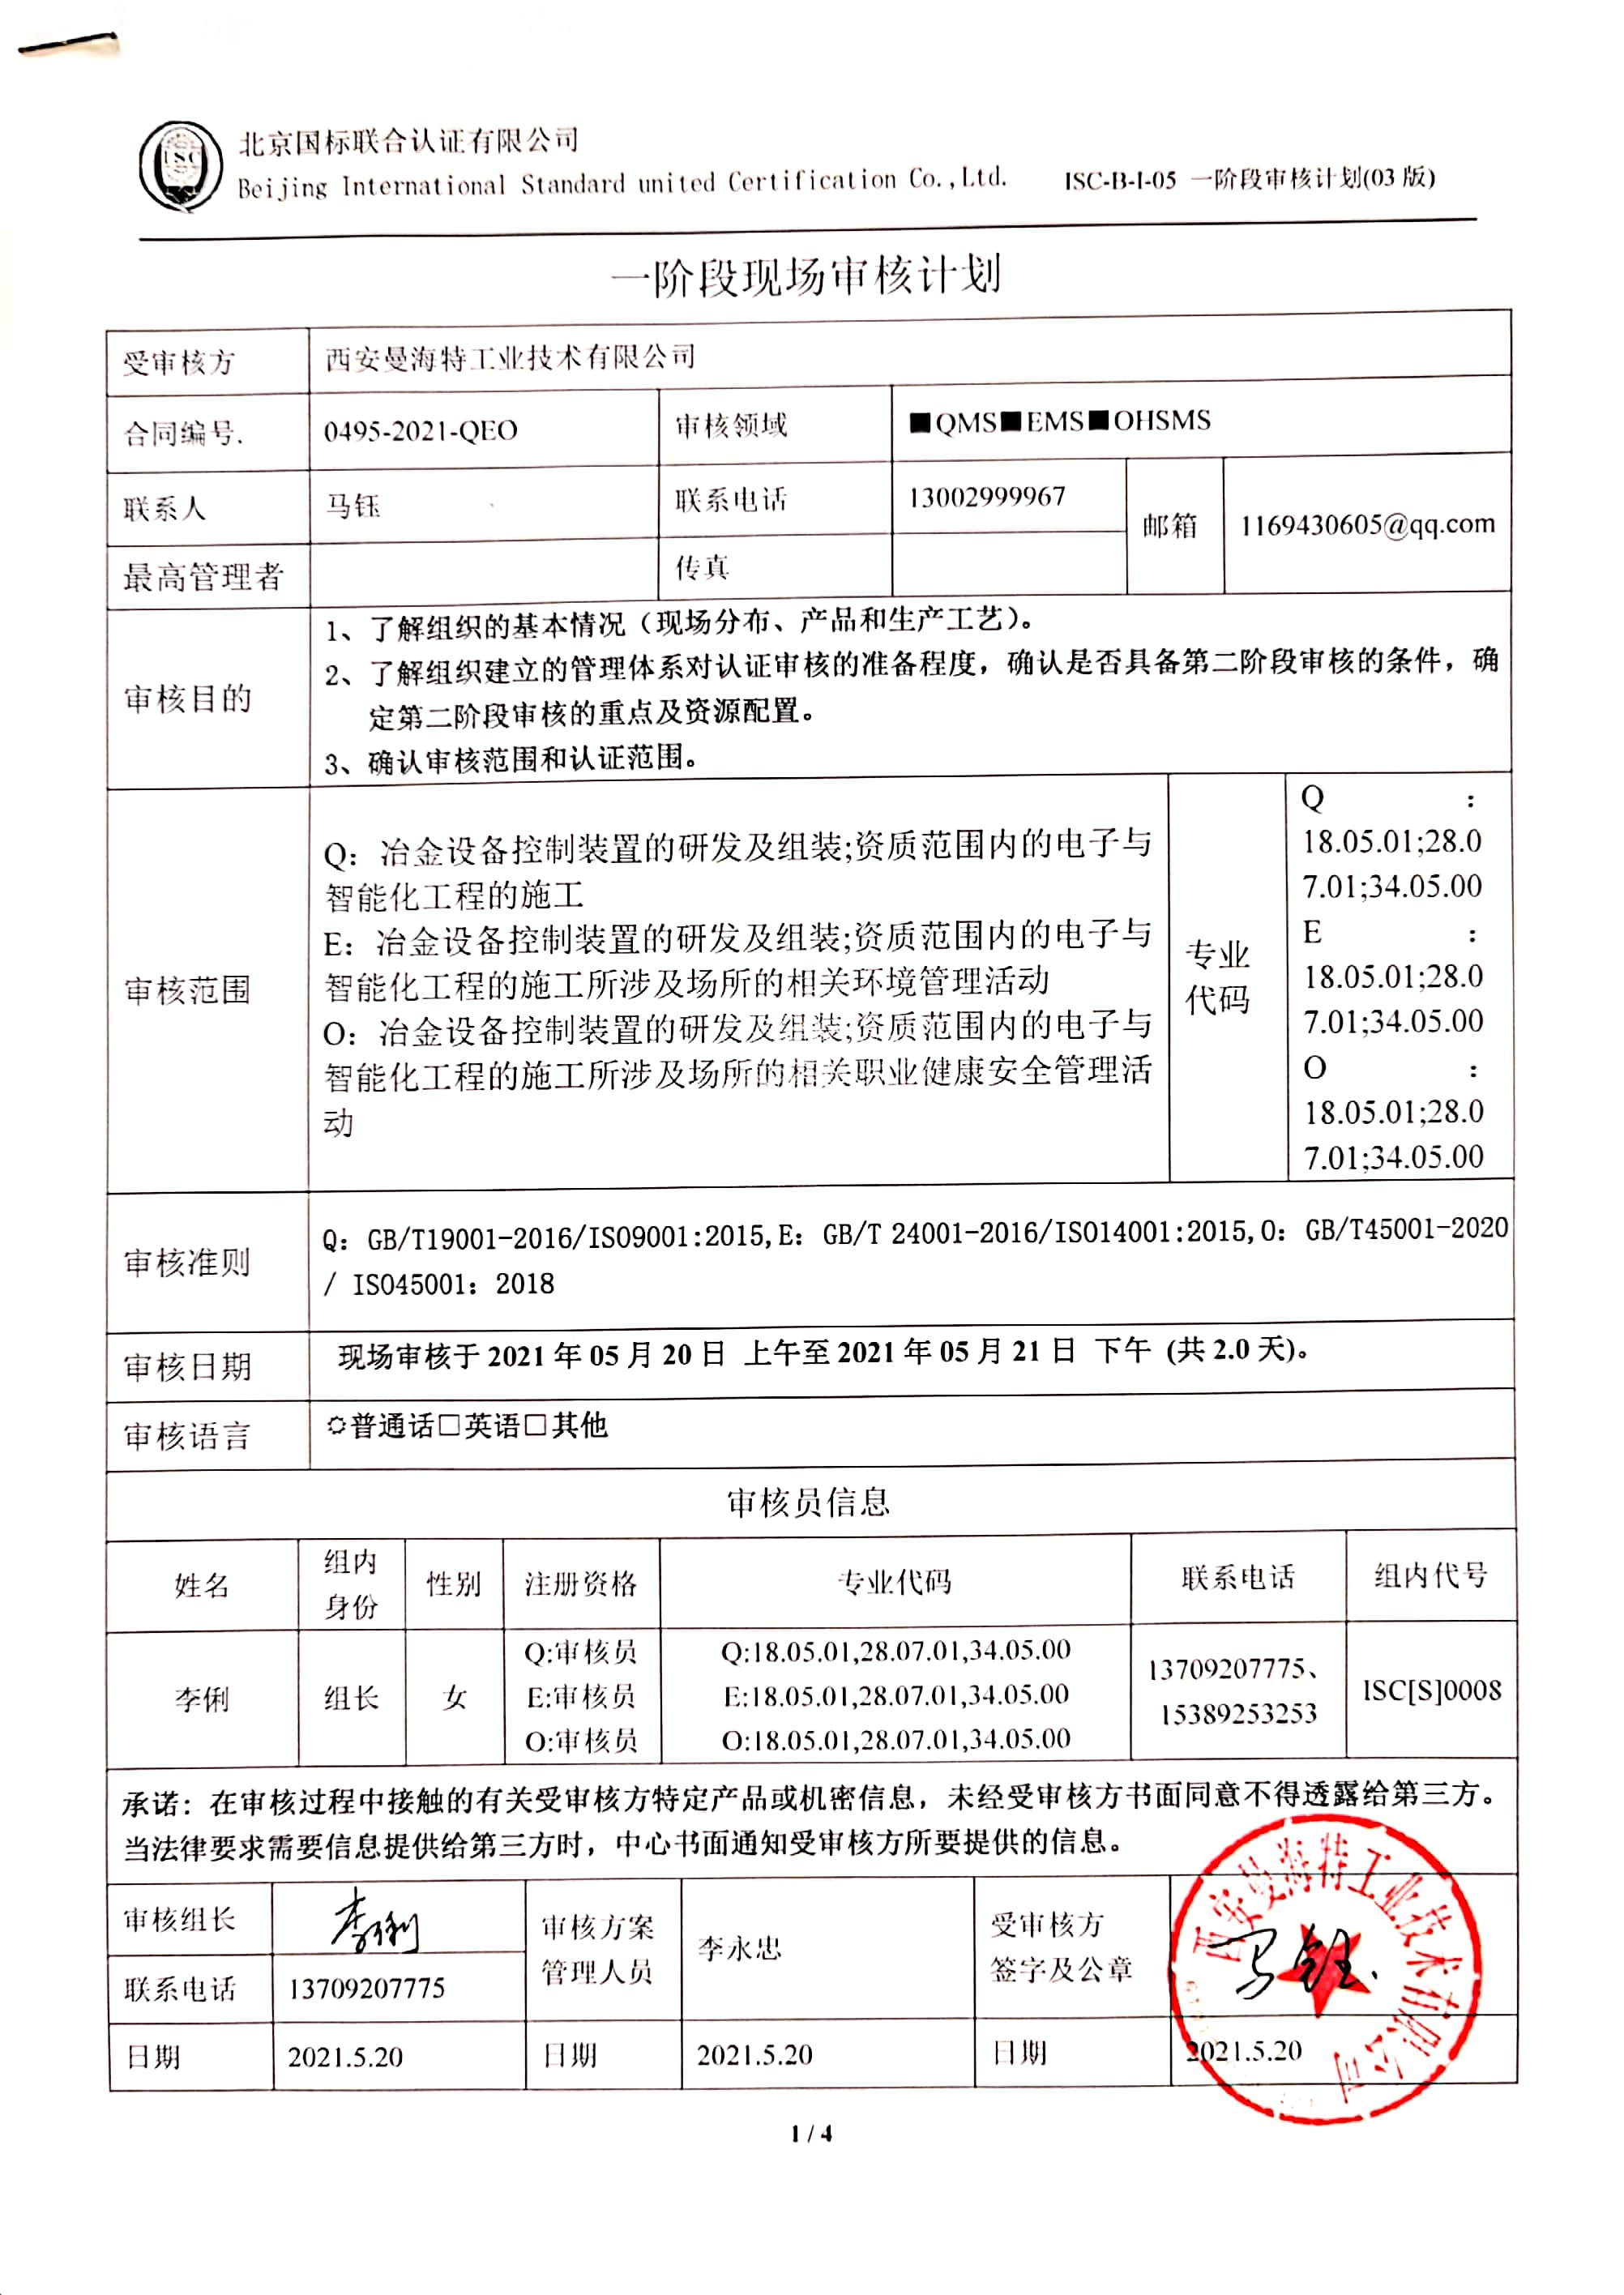 ISC
北京国标联合认证有限公司
Beijing International Standard united Certification Co.,Ltd.
ISC-B-I-05 一阶段审核计划(03 版)
一阶段现场审核计划
受审核方
西安曼海特工业技术有限公司
合同编号.
0495-2021-QEO
审核领域
■QMS■EMS■OHSMS
联系人
马钰
联系电话
13002999967
邮箱
1169430605@qq.com
最高管理者
传真
审核目的
1、了解组织的基本情况（现场分布、产品和生产工艺）。
2、了解组织建立的管理体系对认证审核的准备程度，确认是否具备第二阶段审核的条件，确
定第二阶段审核的重点及资源配置。
3、确认审核范围和认证范围。
审核范围
Q：冶金设备控制装置的研发及组装;资质范围内的电子与
智能化工程的施工
E：冶金设备控制装置的研发及组装;资质范围内的电子与
智能化工程的施工所涉及场所的相关环境管理活动
O：冶金设备控制装置的研发及组装;资质范围内的电子与
智能化工程的施工所涉及场所的相关职业健康安全管理活
动
专业
代码
Q：
18.05.01;28.0
7.01;34.05.00
E：
18.05.01;28.0
7.01;34.05.00
O：
18.05.01;28.0
7.01;34.05.00
审核准则
Q：GB/T19001-2016/ISO9001:2015,E：GB/T 24001-2016/ISO14001:2015,O：GB/T45001-2020
/ ISO45001：2018
审核日期
现场审核于 2021 年 05 月 20 日 上午至 2021 年 05 月 21 日 下午 (共 2.0 天)。
审核语言
☼普通话□英语□其他
审核员信息
姓名
组内
身份
性别
注册资格
专业代码
联系电话
组内代号
李俐
组长
女
Q:审核员
E:审核员
O:审核员
Q:18.05.01,28.07.01,34.05.00
E:18.05.01,28.07.01,34.05.00
O:18.05.01,28.07.01,34.05.00
13709207775、
15389253253
ISC[S]0008
承诺：在审核过程中接触的有关受审核方特定产品或机密信息，未经受审核方书面同意不得透露给第三方。
当法律要求需要信息提供给第三方时，中心书面通知受审核方所要提供的信息。
审核组长
李俐
联系电话
13709207775
审核方案
管理人员
李永忠
受审核方
签字及公章
马钰
西安曼海特工业技术有限公司
日期
2021.5.20
日期
2021.5.20
日期
2021.5.20
1 / 4